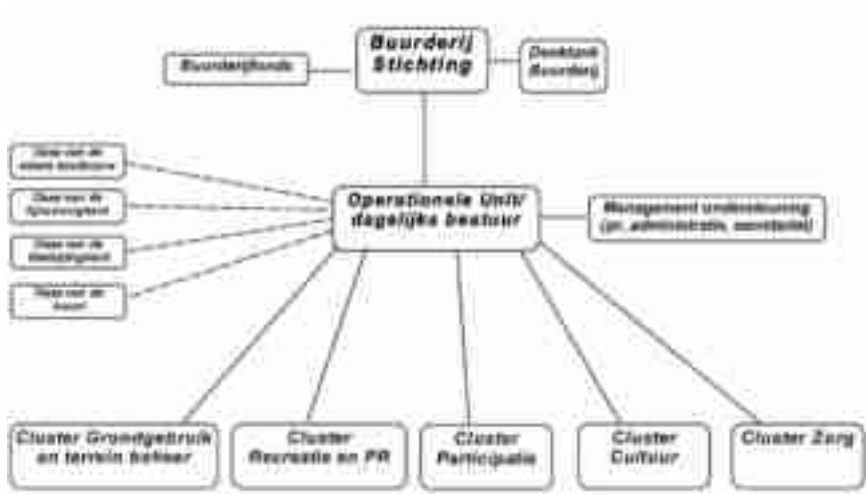 Buurderij
Stichting
Buurderijfonds
Denktank
Buurderij
Operationele Unit/
dagelijks bestuur
Management ondersteuning
(pr, administratie, secretariaat)
Cluster Grondgebruik
en terrein beheer
Cluster
Recreatie en PR
Cluster
Participatie
Cluster
Cultuur
Cluster Zorg